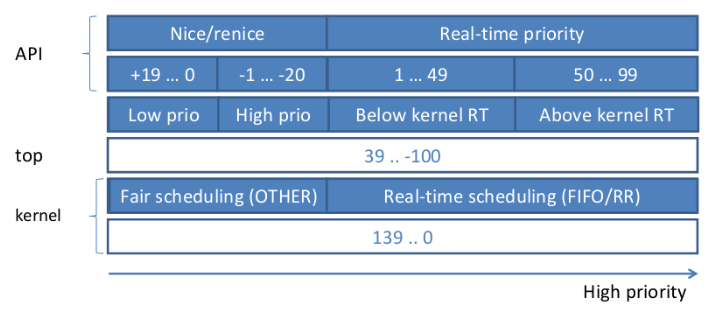 Nice/renice Real-time priority
API
+19 ... 0 -1 ... -20 1 ... 49 50 ... 99
Low prio High prio Below kernel RT Above kernel RT
top 39 .. -100
Fair scheduling (OTHER) Real-time scheduling (FIFO/RR)
kernel
139 .. 0
High priority